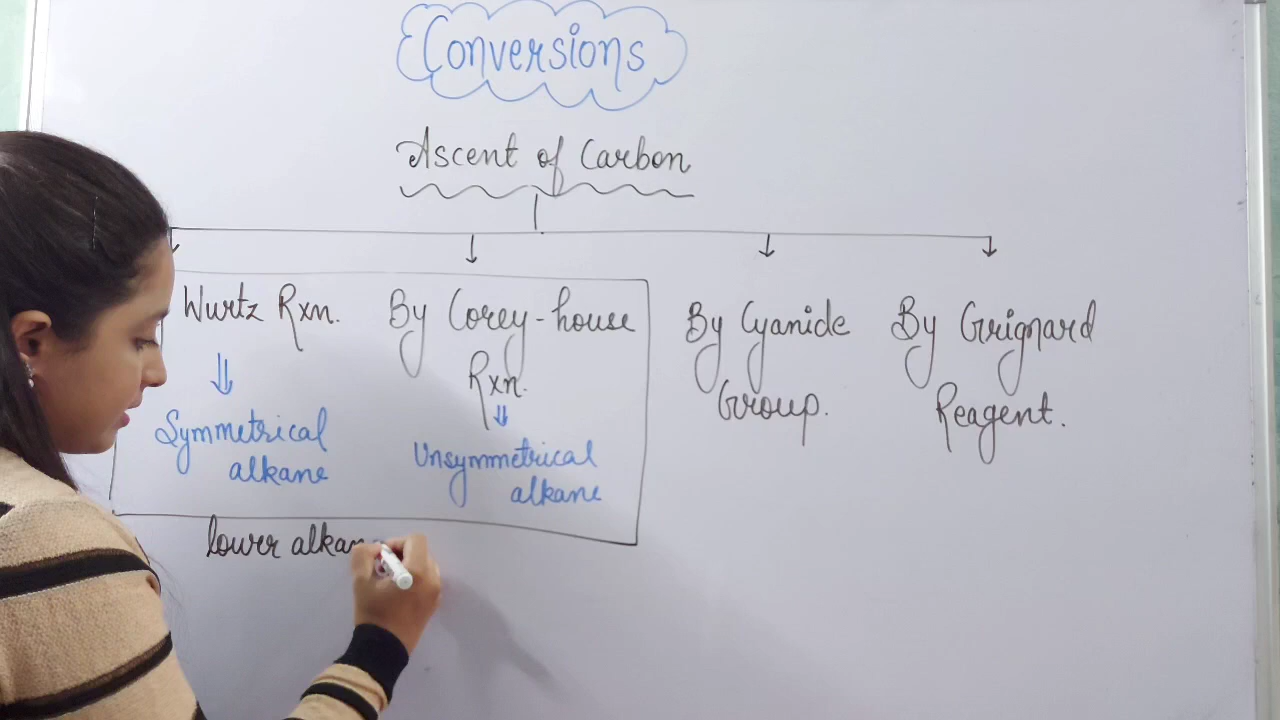 Conversions
Ascent of Carbon
Wurtz Rxn.
Symmetrical
alkane
By Corey-house
Rxn.
Unsymmetrical
alkane
By Cyanide
Group.
By Grignard
Reagent.
lower alkan